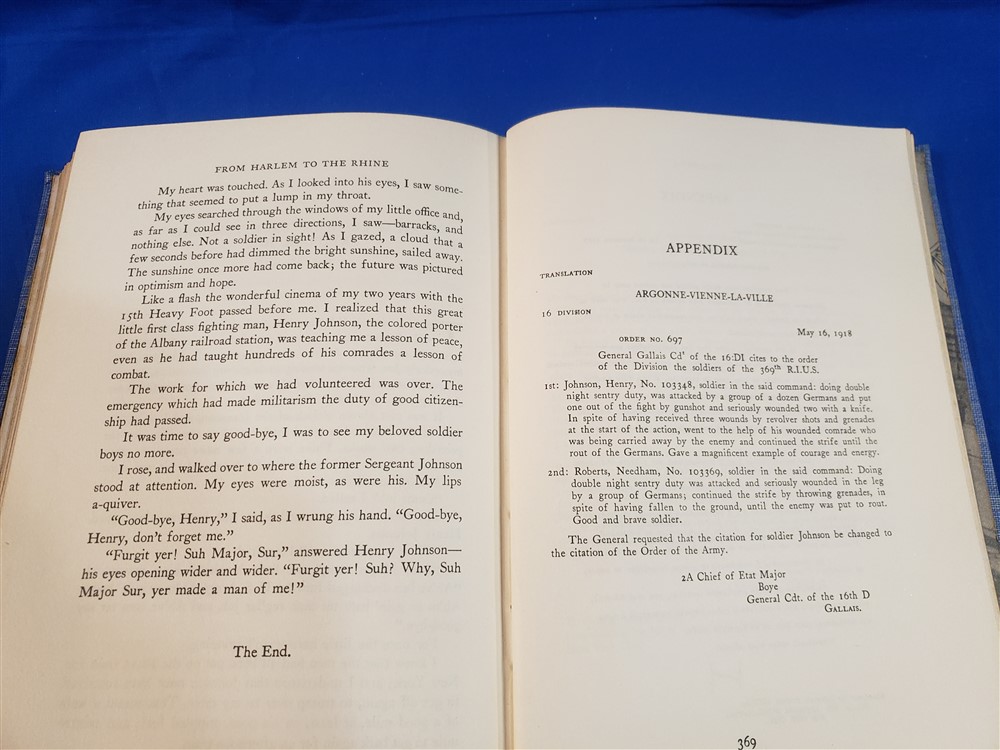 FROM HARLEM TO THE RHINE
My heart was touched. As I looked into his eyes, I saw some-
thing that seemed to put a lump in my throat.
My eyes searched through the windows of my little office and,
as far as I could see in three directions, I saw—barracks, and
nothing else. Not a soldier in sight! As I gazed, a cloud that a
few seconds before had dimmed the bright sunshine, sailed away.
The sunshine once more had come back; the future was pictured
in optimism and hope.
Like a flash the wonderful cinema of my two years with the
15th Heavy Foot passed before me. I realized that this great
little first class fighting man, Henry Johnson, the colored porter
of the Albany railroad station, was teaching me a lesson of peace,
even as he had taught hundreds of his comrades a lesson of
combat.
The work for which we had volunteered was over. The
emergency which had made militarism the duty of good citizen-
ship had passed.
It was time to say good-bye, I was to see my beloved soldier
boys no more.
I rose, and walked over to where the former Sergeant Johnson
stood at attention. My eyes were moist, as were his. My lips
a-quiver.
“Good-bye, Henry,” I said, as I wrung his hand. “Good-bye,
Henry, don’t forget me.”
“Furgit yer! Suh Major, Sur,” answered Henry Johnson—
his eyes opening wider and wider. “Furgit yer! Suh? Why, Suh
Major Sur, yer made a man of me!”
The End.
APPENDIX
TRANSLATION
ARGONNE-VIENNE-LA-VILLE
16 DIVISION
May 16, 1918
ORDER NO. 697
General Gallais Cdʳ of the 16:DI cites to the order
of the Division the soldiers of the 369th R.I.U.S.
1st: Johnson, Henry, No. 103348, soldier in the said command: doing double
night sentry duty, was attacked by a group of a dozen Germans and put
one out of the fight by gunshot and seriously wounded two with a knife.
In spite of having received three wounds by revolver shots and grenades
at the start of the action, went to the help of his wounded comrade who
was being carried away by the enemy and continued the strife until the
rout of the Germans. Gave a magnificent example of courage and energy.
2nd: Roberts, Needham, No. 103369, soldier in the said command: Doing
double night sentry duty was attacked and seriously wounded in the leg
by a group of Germans; continued the strife by throwing grenades, in
spite of having fallen to the ground, until the enemy was put to rout.
Good and brave soldier.
The General requested that the citation for soldier Johnson be changed to
the citation of the Order of the Army.
2A Chief of Etat Major
Boye
General Cdt. of the 16th D
GALLAIS.
369